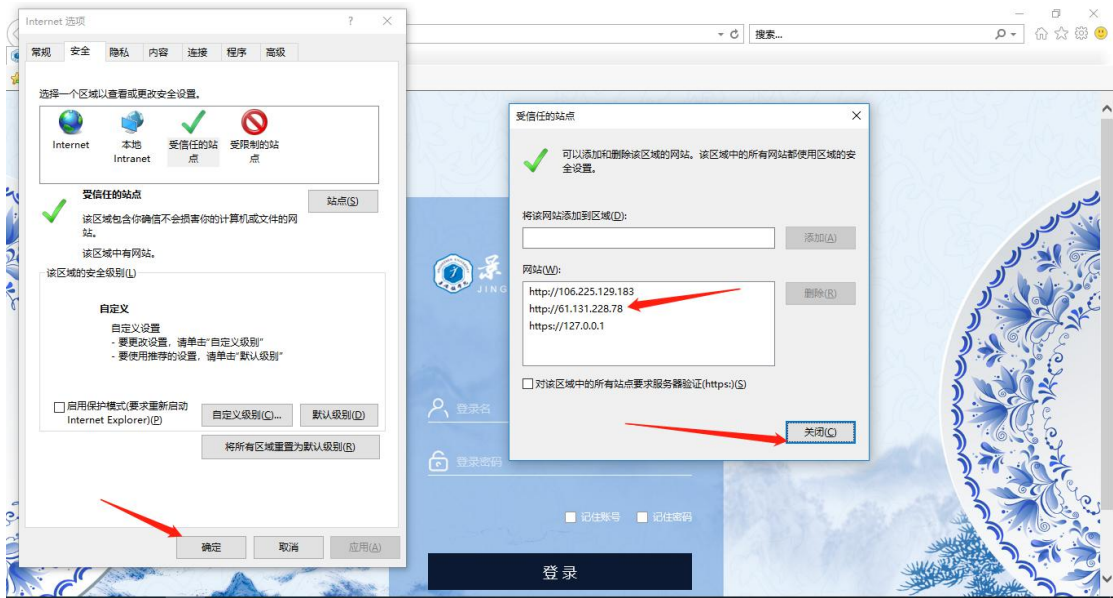 Internet 选项
搜索...
常规 安全 隐私 内容 连接 程序 高级
选择一个区域以查看或更改安全设置。
Internet
本地
Intranet
受信任的站
点
受限制的站
点
受信任的站点
站点(S)
该区域包含你确信不会损害你的计算机或文件的网
站。
该区域中有网站。
该区域的安全级别(L)
自定义
自定义设置
- 要更改设置，请单击"自定义级别"
- 要使用推荐的设置，请单击"默认级别"
启用保护模式(要求重新启动
Internet Explorer)(P)
自定义级别(C)...
默认级别(D)
将所有区域重置为默认级别(R)
确定
取消
应用(A)
受信任的站点
可以添加和删除该区域的网站。该区域中的所有网站都使用区域的安
全设置。
将该网站添加到区域(D):
添加(A)
网站(W):
http://106.225.129.183
http://61.131.228.78
https://127.0.0.1
删除(R)
对该区域中的所有站点要求服务器验证(https:)(S)
关闭(C)
景
JING
登录名
登录密码
记住账号
记住密码
登录